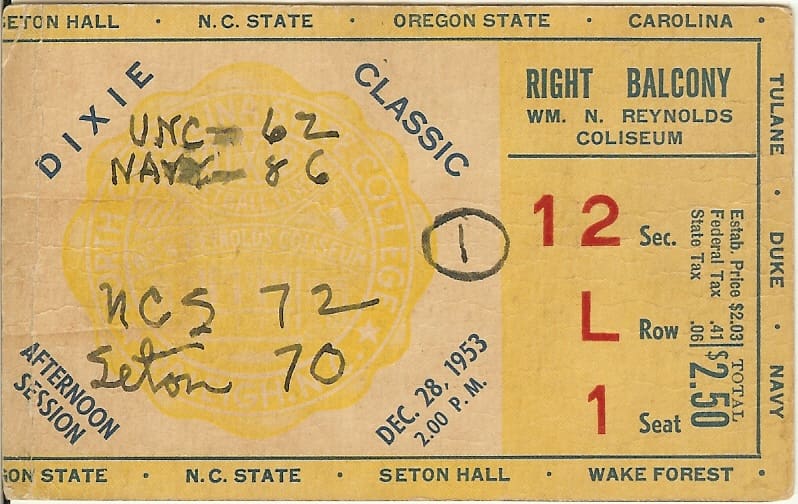 SETON HALL · N.C. STATE · OREGON STATE · CAROLINA ·
TULANE · DUKE · NAVY
DIXIE CLASSIC
UNC- 62
NAVY- 86
1
NCS 72
Seton 70
AFTERNOON
SESSION
DEC. 28, 1953
2.00 P. M.
RIGHT BALCONY
WM. N. REYNOLDS
COLISEUM
12 Sec.
L Row
1 Seat
Estab. Price $2.03
Federal Tax .41
State Tax .06
TOTAL
$2.50
GON STATE · N.C. STATE · SETON HALL · WAKE FOREST ·